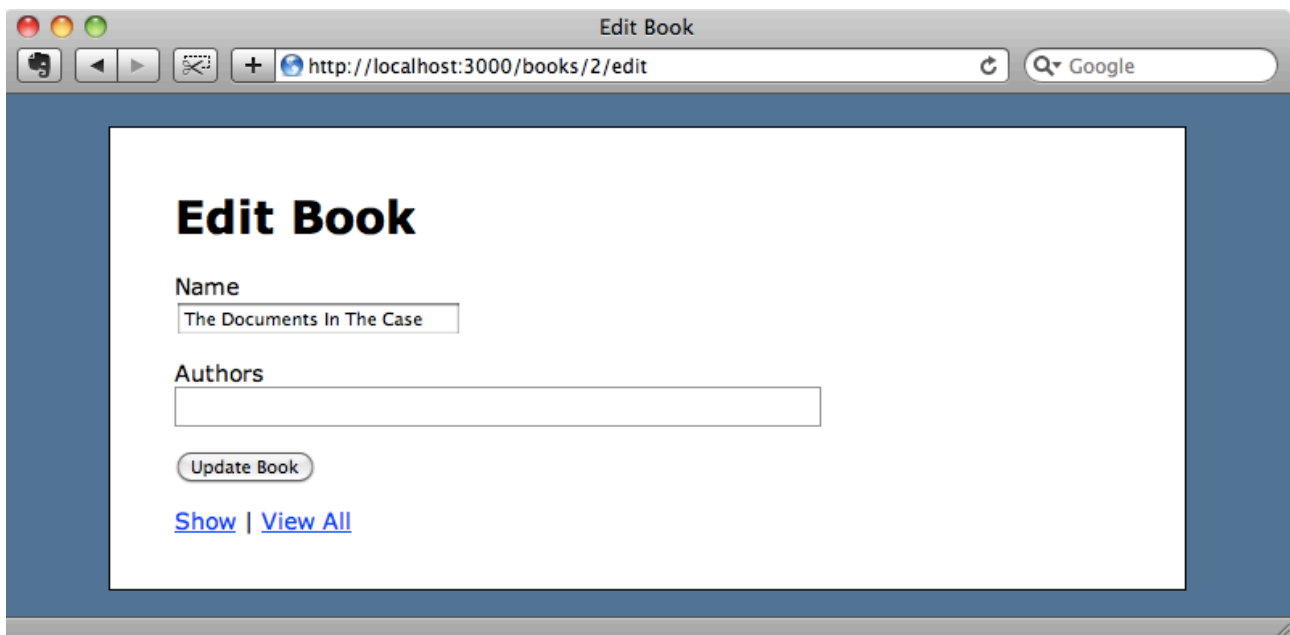 Edit Book
http://localhost:3000/books/2/edit
Google
Edit Book
Name
The Documents In The Case
Authors
Update Book
Show | View All